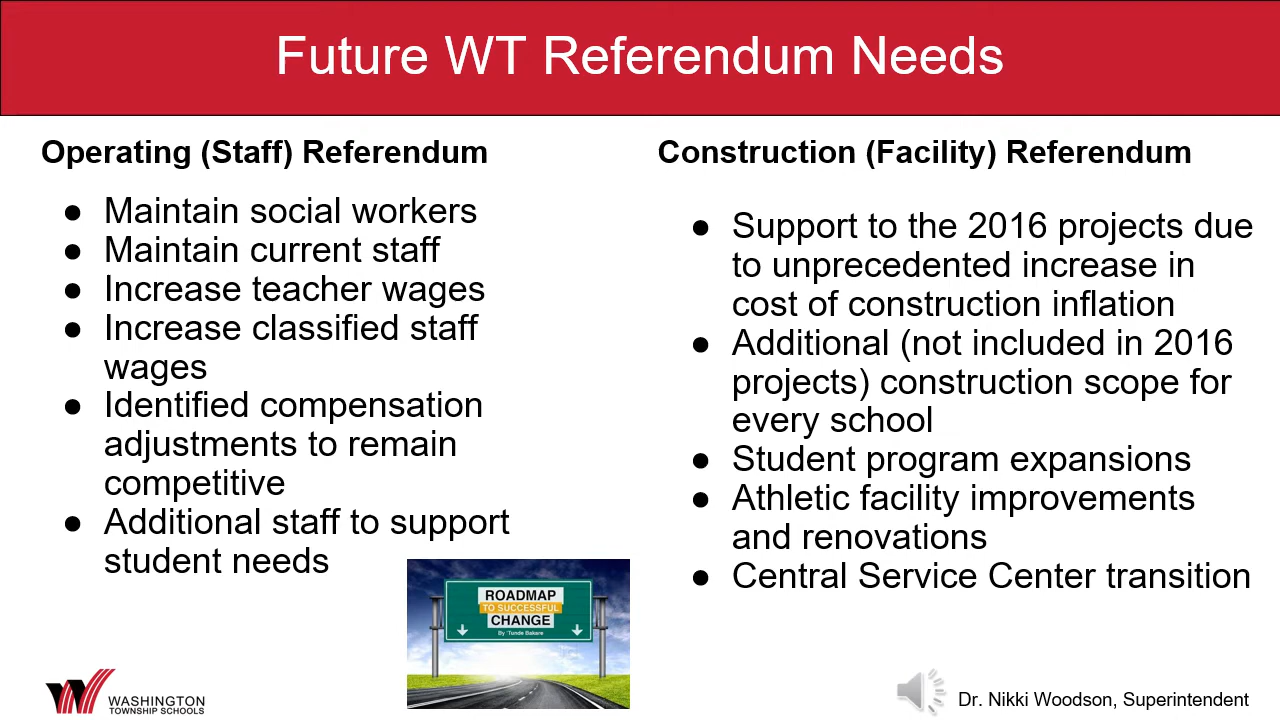 Future WT Referendum Needs
Operating (Staff) Referendum
● Maintain social workers
● Maintain current staff
● Increase teacher wages
● Increase classified staff
wages
● Identified compensation
adjustments to remain
competitive
● Additional staff to support
student needs
Construction (Facility) Referendum
● Support to the 2016 projects due
to unprecedented increase in
cost of construction inflation
● Additional (not included in 2016
projects) construction scope for
every school
● Student program expansions
● Athletic facility improvements
and renovations
● Central Service Center transition
ROADMAP
TO SUCCESSFUL
CHANGE
By 'Tunde Bakare
WASHINGTON
TOWNSHIP SCHOOLS
Dr. Nikki Woodson, Superintendent